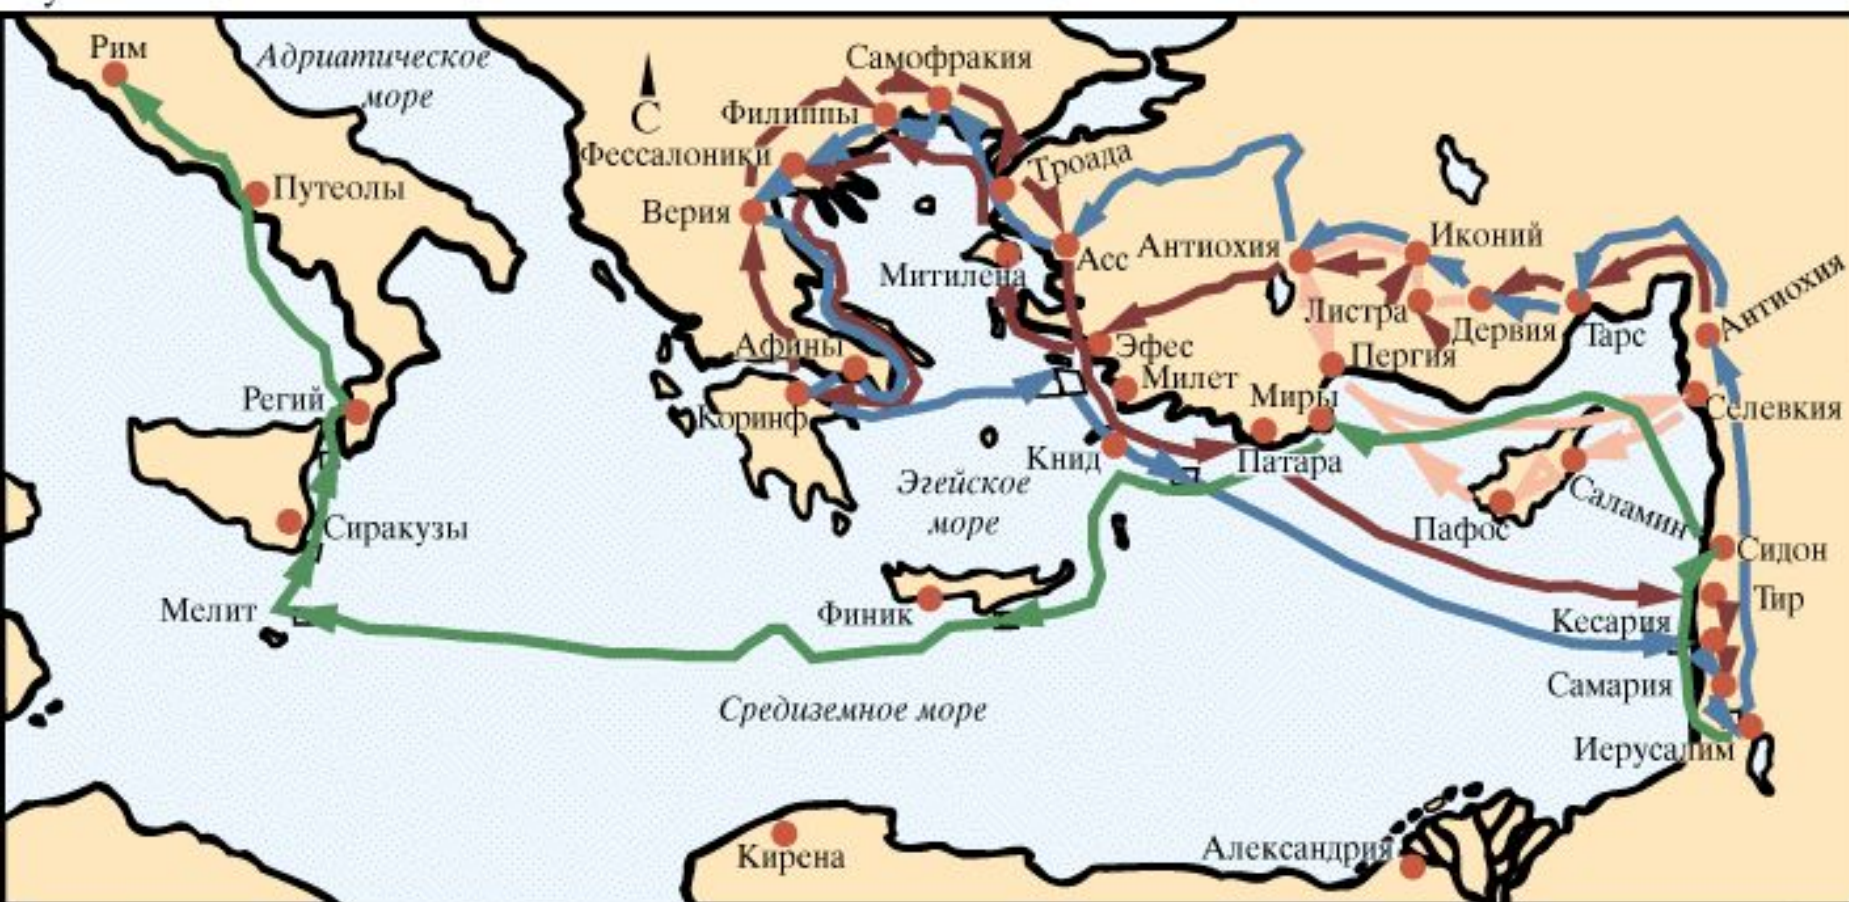 Рим
Адриатическое
море
С
Самофракия
Филиппы
Фессалоники
Троада
Путеолы
Верия
Асс
Антиохия
Иконий
Митилена
Листра
Дервия
Тарс
Антиохия
Афины
Эфес
Пергия
Милет
Миры
Регий
Коринф
Селевкия
Книд
Патара
Эгейское
море
Саламин
Пафос
Сиракузы
Сидон
Мелит
Финик
Тир
Кесария
Самария
Средиземное море
Иерусалим
Кирена
Александрия